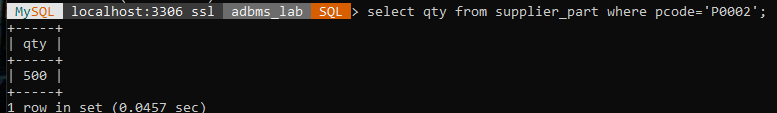 MySQL localhost:3306 ssl adbms_lab SQL > select qty from supplier_part where pcode='P0002';
+-----+
| qty |
+-----+
| 500 |
+-----+
1 row in set (0.0457 sec)